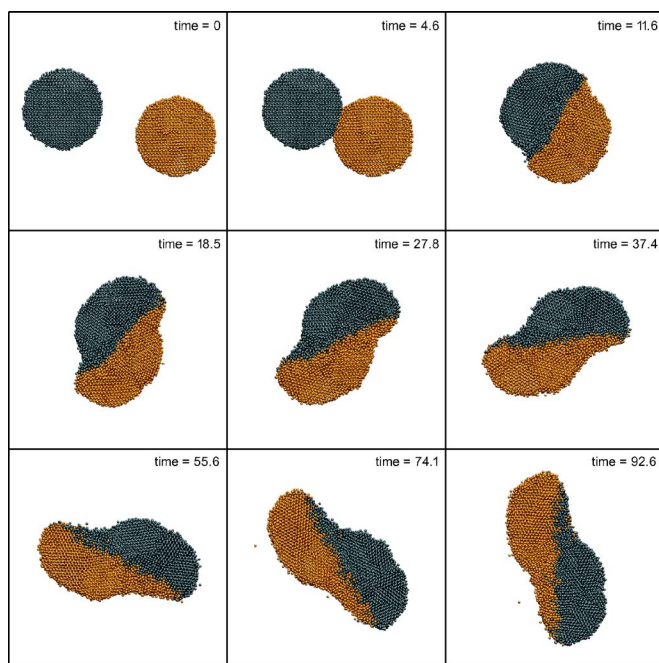 time = 0
time = 4.6
time = 11.6
time = 18.5
time = 27.8
time = 37.4
time = 55.6
time = 74.1
time = 92.6